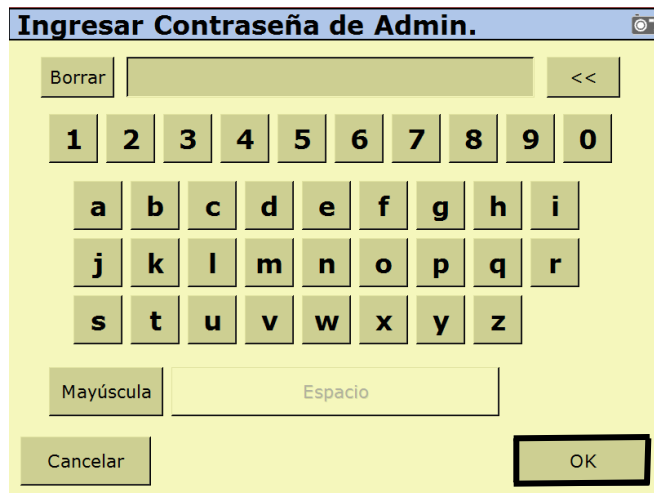 Ingresar Contraseña de Admin.
Borrar <<
1 2 3 4 5 6 7 8 9 0
a b c d e f g h i
j k l m n o p q r
s t u v w x y z
Mayúscula Espacio
Cancelar OK